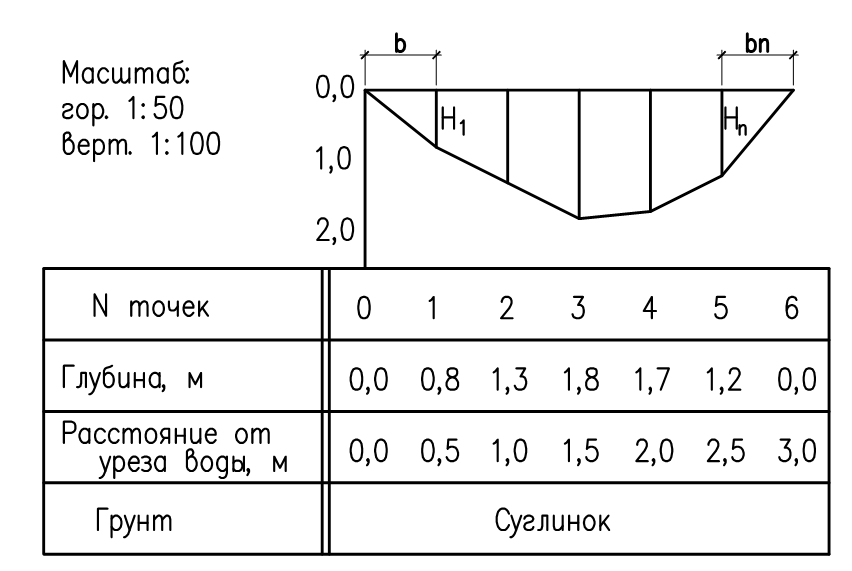 b
bn
Масштаб:
гор. 1:50
верт. 1:100
0,0
H1
Hn
1,0
2,0
N точек 0 1 2 3 4 5 6
Глубина, м 0,0 0,8 1,3 1,8 1,7 1,2 0,0
Расстояние от
уреза воды, м 0,0 0,5 1,0 1,5 2,0 2,5 3,0
Грунт Суглинок